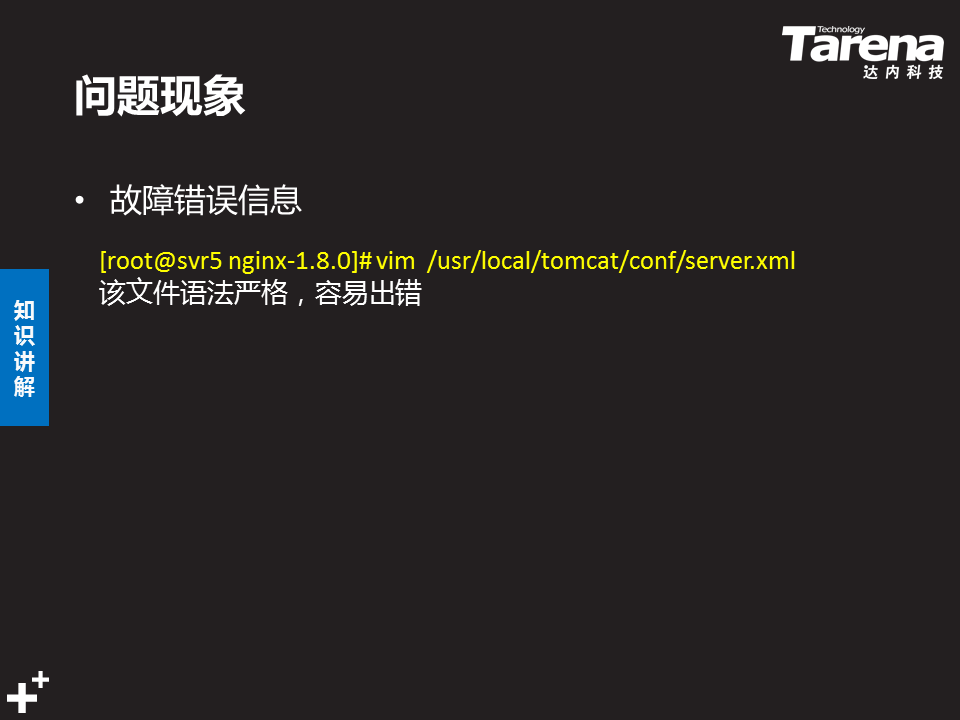 Technology
Tarena
达内科技
问题现象
• 故障错误信息
[root@svr5 nginx-1.8.0]# vim  /usr/local/tomcat/conf/server.xml
该文件语法严格，容易出错
知识讲解